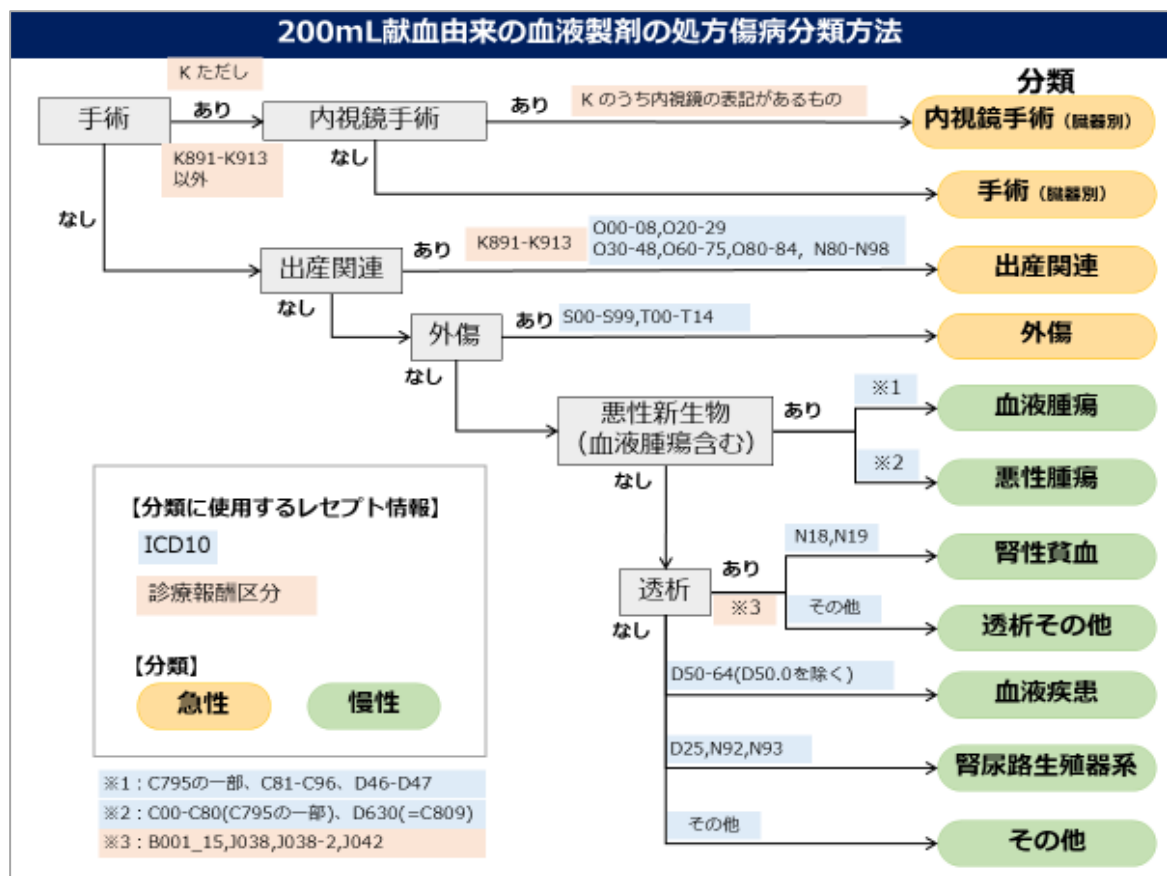 200mL献血由来の血液製剤の処方傷病分類方法
分類
K ただし
手術
あり
内視鏡手術
あり
K のうち内視鏡の表記があるもの
内視鏡手術（臓器別）
K891-K913
以外
なし
手術（臓器別）
なし
出産関連
あり
K891-K913
O00-08,O20-29
O30-48,O60-75,O80-84, N80-N98
出産関連
なし
外傷
あり
S00-S99,T00-T14
外傷
なし
悪性新生物
（血液腫瘍含む）
あり
※1
血液腫瘍
※2
悪性腫瘍
なし
透析
あり
※3
N18,N19
腎性貧血
その他
透析その他
なし
D50-64(D50.0を除く)
血液疾患
D25,N92,N93
腎尿路生殖器系
その他
その他
【分類に使用するレセプト情報】
ICD10
診療報酬区分
【分類】
急性
慢性
※1：C795の一部、C81-C96、D46-D47
※2：C00-C80(C795の一部)、D630(=C809)
※3：B001_15,J038,J038-2,J042